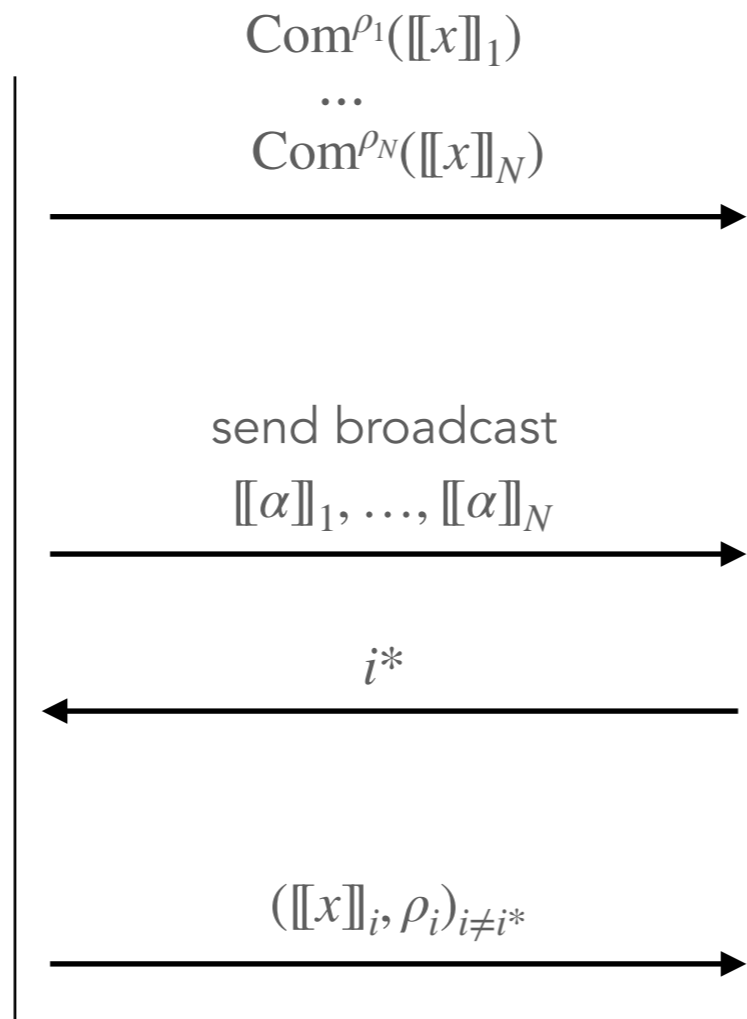 Com^{ρ_1}(⟦x⟧_1)
...
Com^{ρ_N}(⟦x⟧_N)
send broadcast
⟦α⟧_1, …, ⟦α⟧_N
i*
(⟦x⟧_i, ρ_i)_{i≠i*}